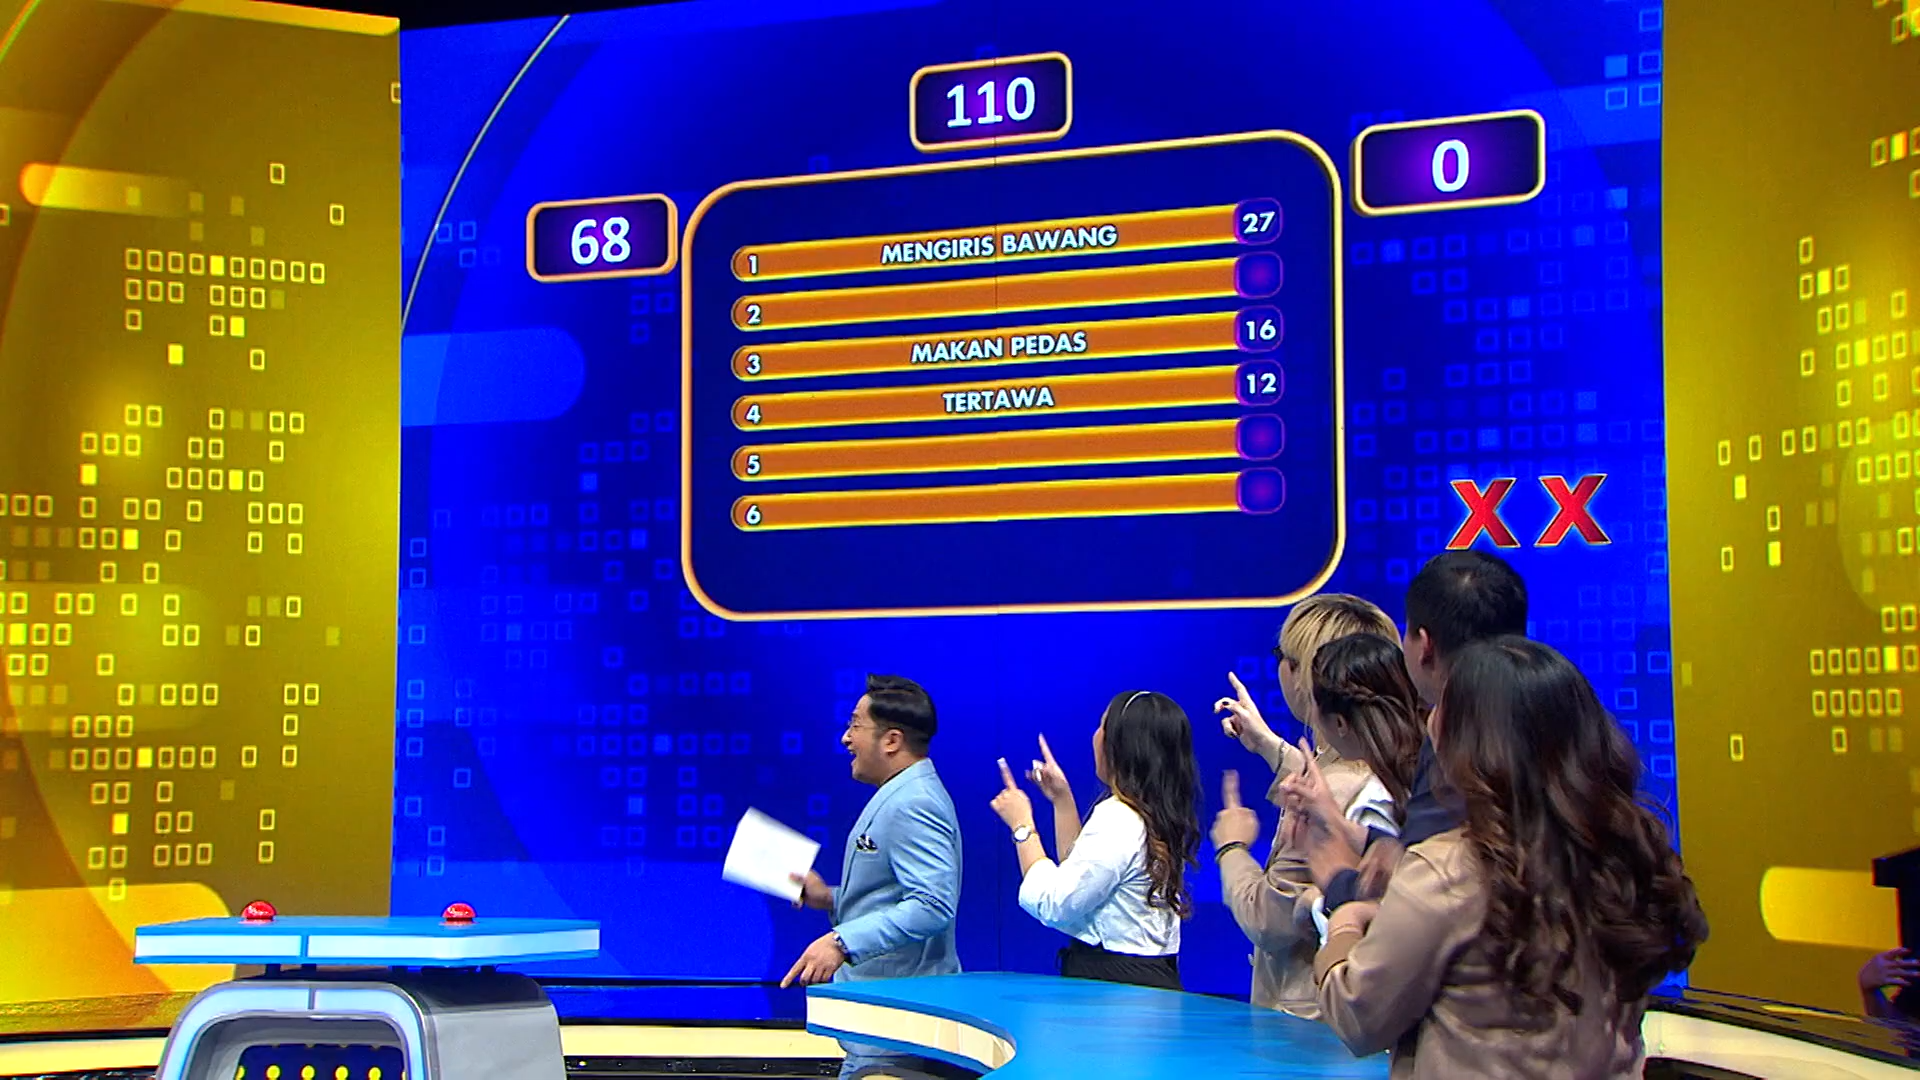 110
68
0
1 MENGIRIS BAWANG 27
2
3 MAKAN PEDAS 16
4 TERTAWA 12
5
6
X X